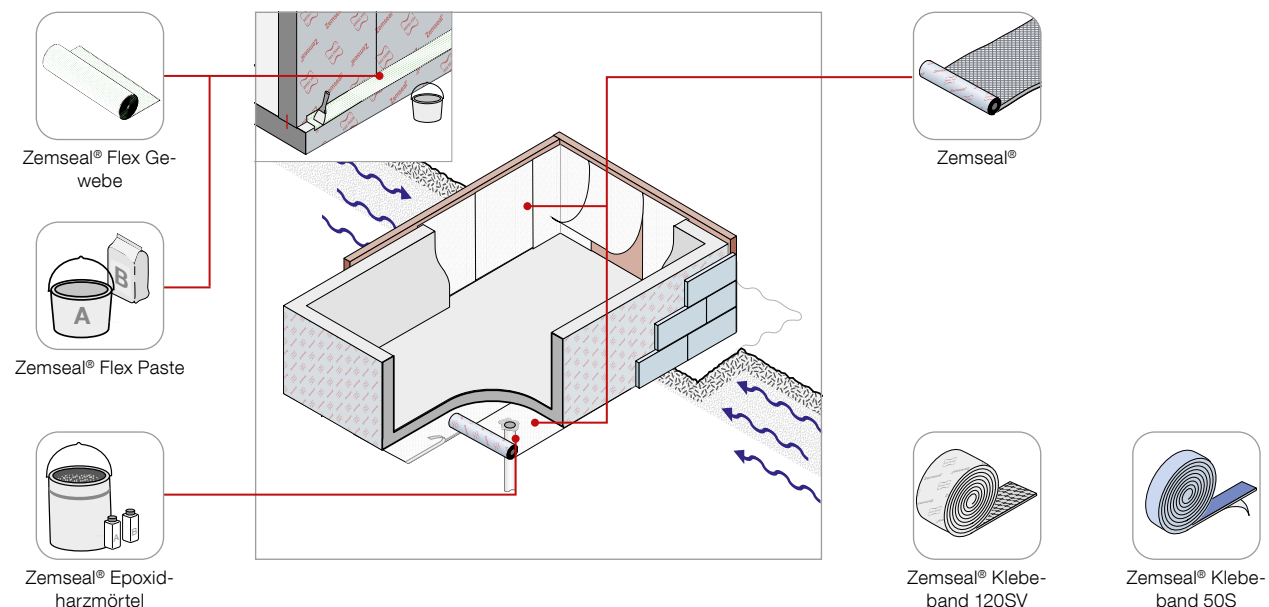 Zemseal® Flex Ge-
webe
Zemseal®
Zemseal®
B
A
Zemseal® Flex Paste
A
B
Zemseal® Epoxid-
harzmörtel
Zemseal® Klebe-
band 120SV
Zemseal® Klebe-
band 50S